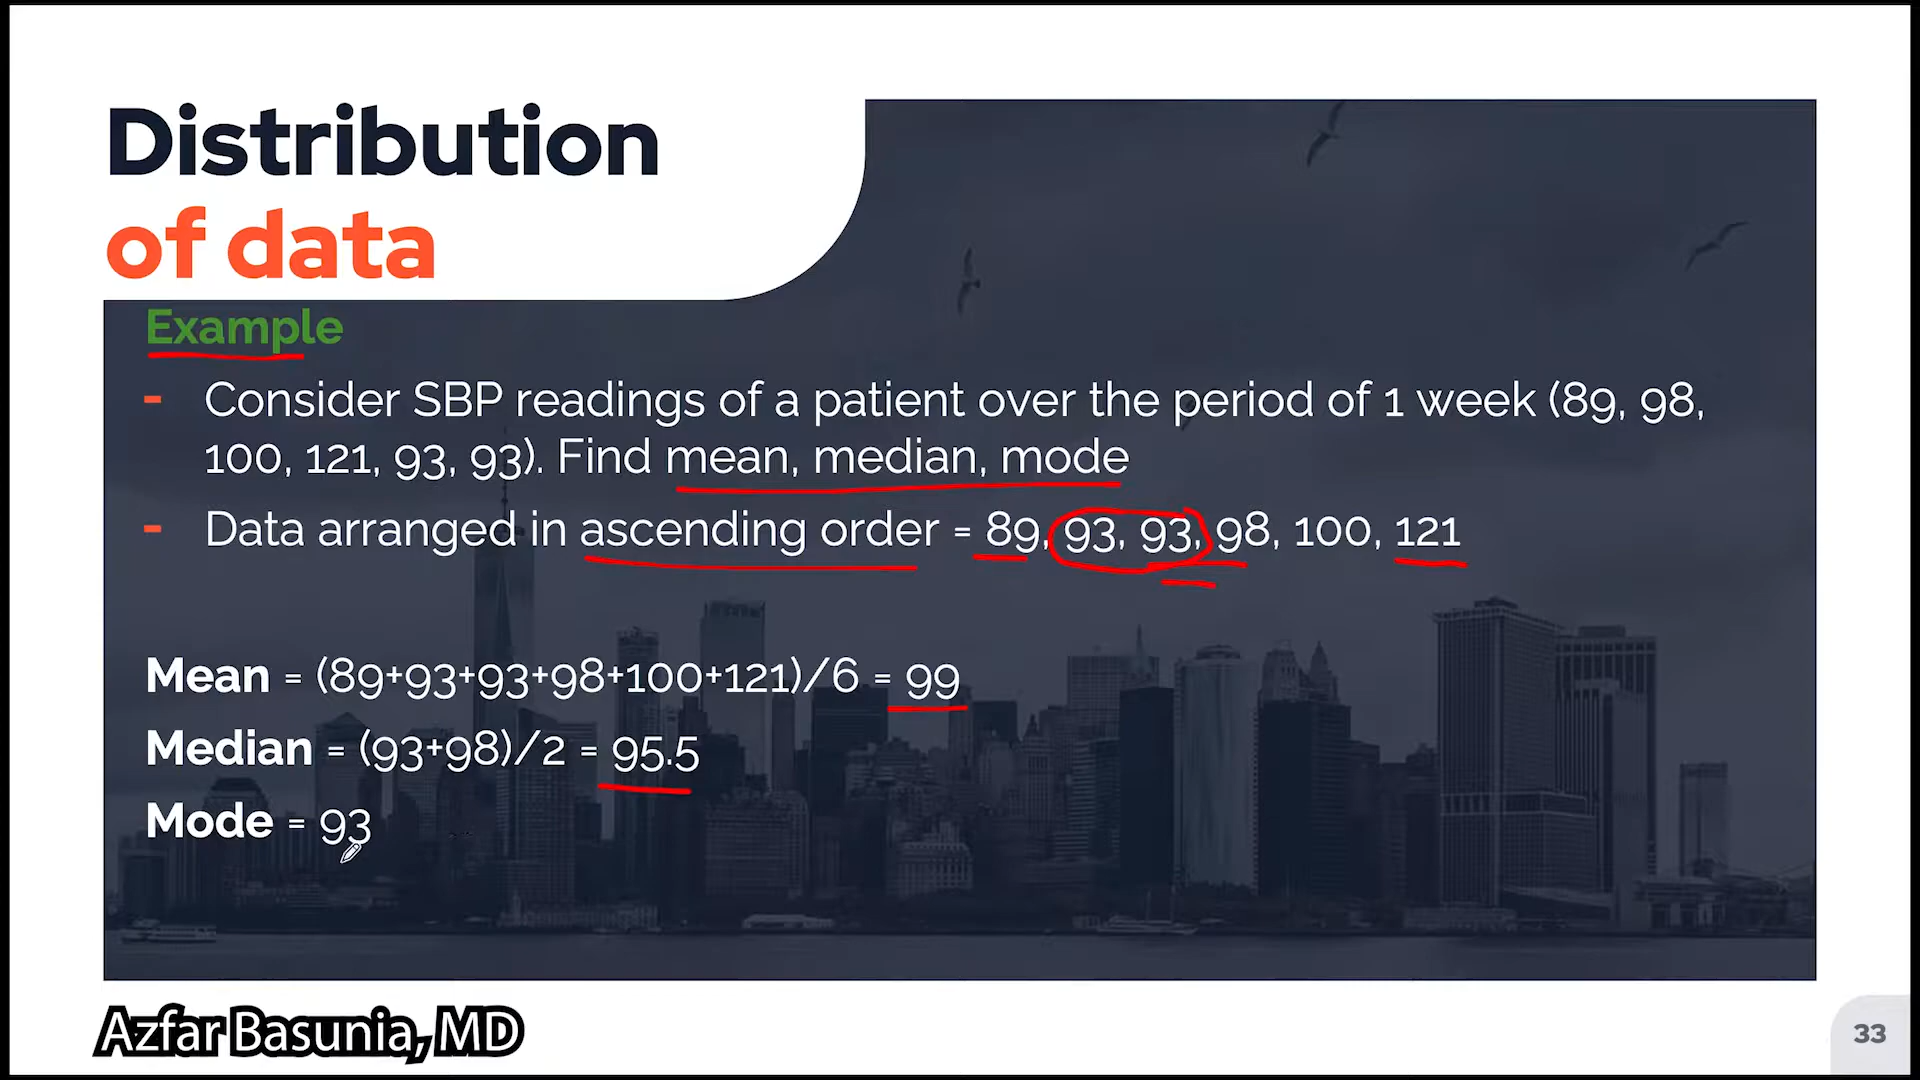 Distribution
of data
Example
- Consider SBP readings of a patient over the period of 1 week (89, 98,
100, 121, 93, 93). Find mean, median, mode
- Data arranged in ascending order = 89, 93, 93, 98, 100, 121
Mean = (89+93+93+98+100+121)/6 = 99
Median = (93+98)/2 = 95.5
Mode = 93
Azfar Basunia, MD
33